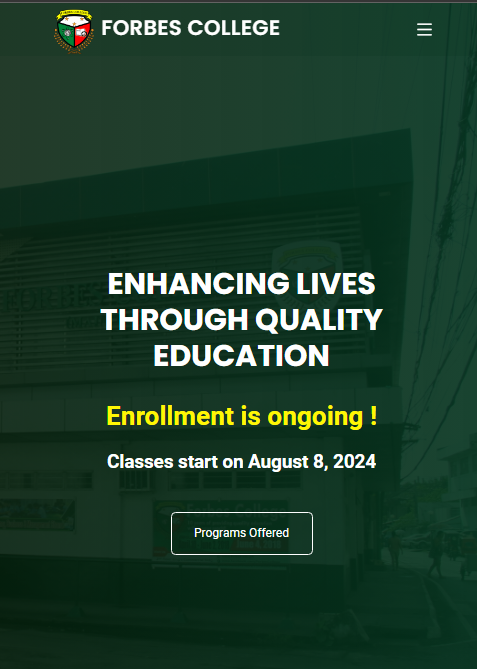 FORBES COLLEGE
ENHANCING LIVES
THROUGH QUALITY
EDUCATION
Enrollment is ongoing !
Classes start on August 8, 2024
Programs Offered